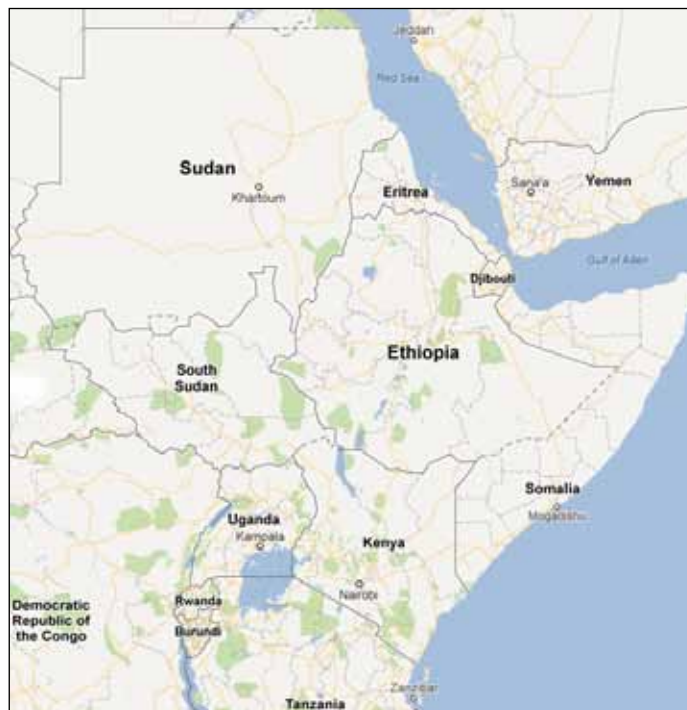 Jeddah
Red Sea
Sudan
Khartoum
Eritrea
Sana'a
Yemen
Gulf of Aden
Djibouti
Ethiopia
South
Sudan
Somalia
Mogadishu
Uganda
Kampala
Kenya
Nairobi
Rwanda
Democratic
Republic of
the Congo
Burundi
Zanzibar
Tanzania